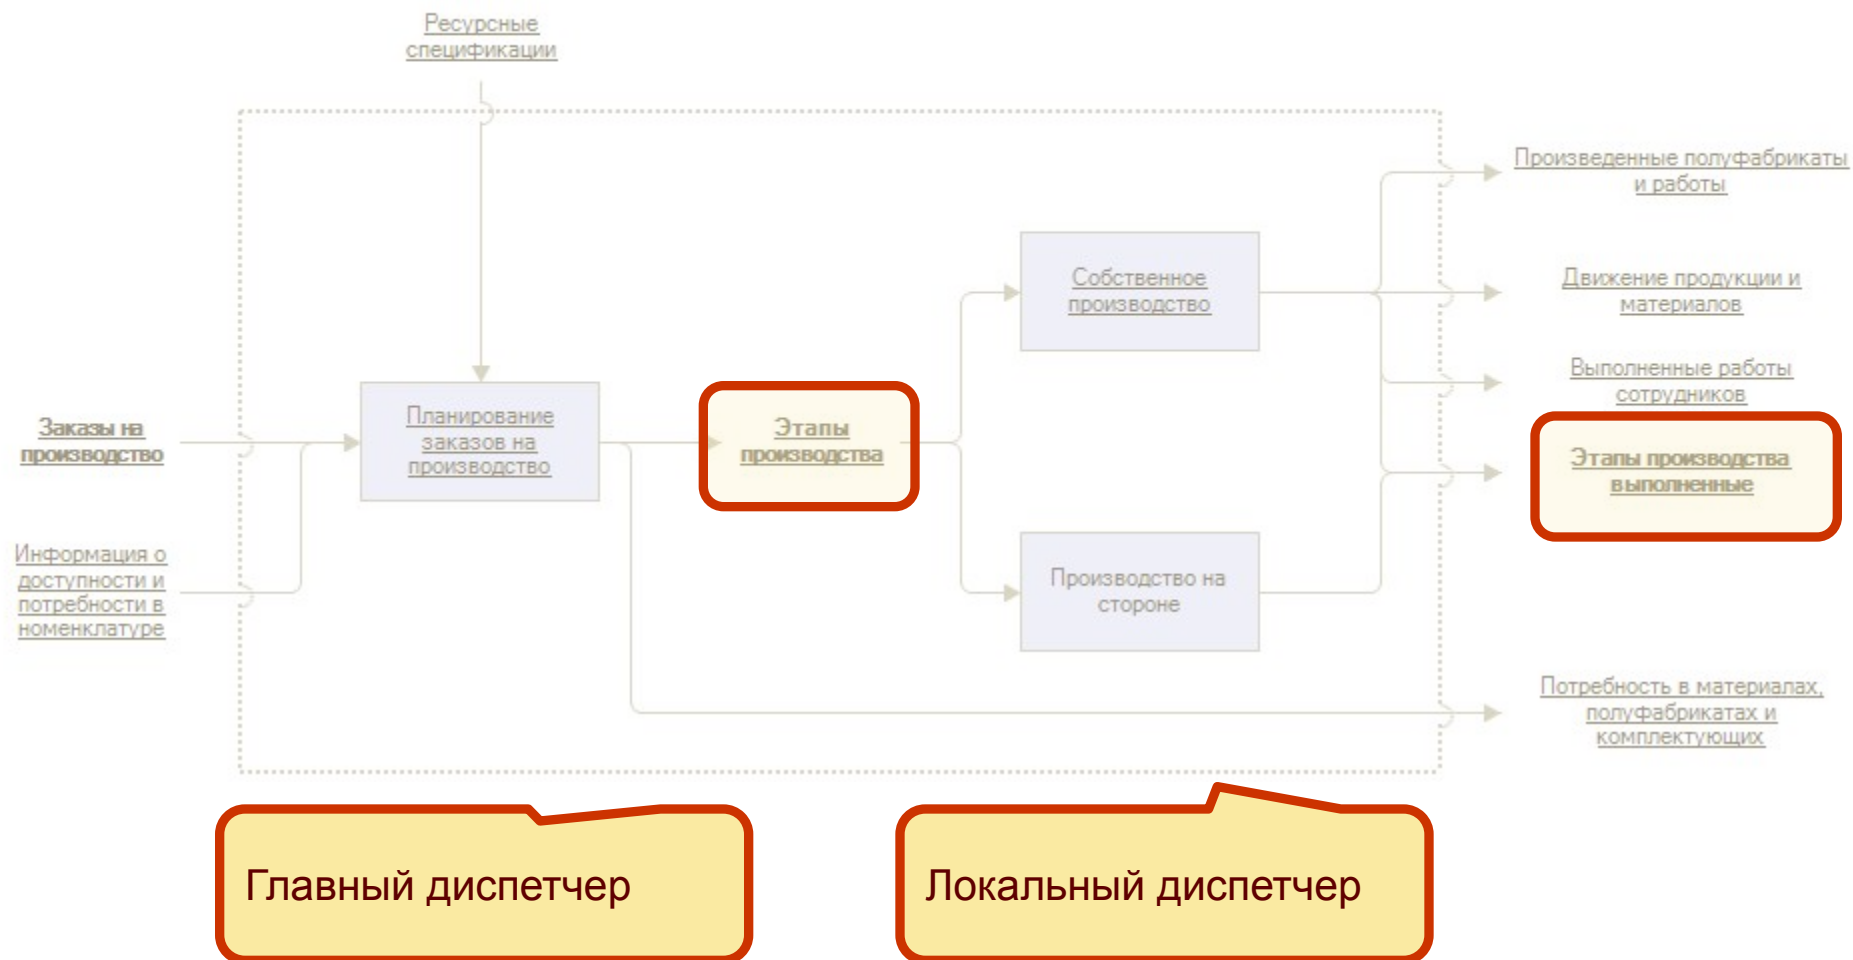 Ресурсные
спецификации
Заказы на
производство
Информация о
доступности и
потребности в
номенклатуре
Планирование
заказов на
производство
Этапы
производства
Собственное
производство
Производство на
стороне
Произведенные полуфабрикаты
и работы
Движение продукции и
материалов
Выполненные работы
сотрудников
Этапы производства
выполненные
Потребность в материалах,
полуфабрикатах и
комплектующих
Главный диспетчер
Локальный диспетчер